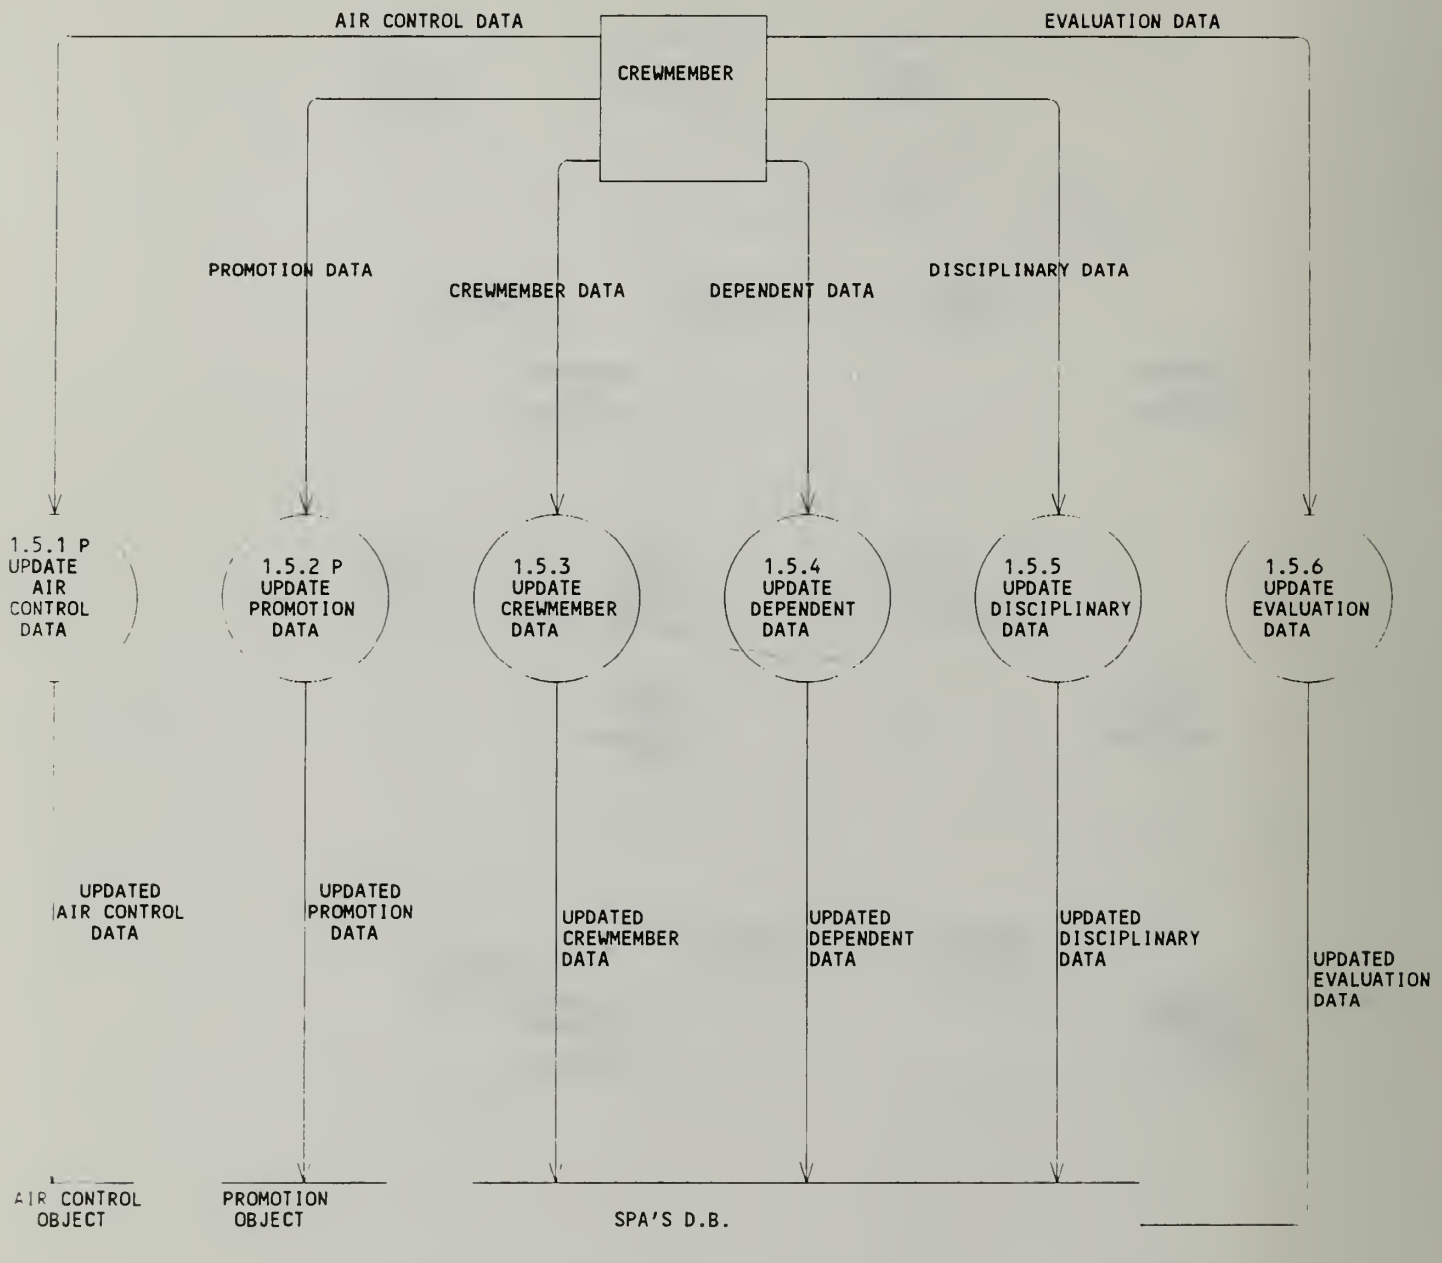 AIR CONTROL DATA
EVALUATION DATA
CREWMEMBER
PROMOTION DATA
CREWMEMBER DATA
DEPENDENT DATA
DISCIPLINARY DATA
1.5.1 P
UPDATE
AIR
CONTROL
DATA
1.5.2 P
UPDATE
PROMOTION
DATA
1.5.3
UPDATE
CREWMEMBER
DATA
1.5.4
UPDATE
DEPENDENT
DATA
1.5.5
UPDATE
DISCIPLINARY
DATA
1.5.6
UPDATE
EVALUATION
DATA
UPDATED
AIR CONTROL
DATA
UPDATED
PROMOTION
DATA
UPDATED
CREWMEMBER
DATA
UPDATED
DEPENDENT
DATA
UPDATED
DISCIPLINARY
DATA
UPDATED
EVALUATION
DATA
AIR CONTROL
OBJECT
PROMOTION
OBJECT
SPA'S D.B.